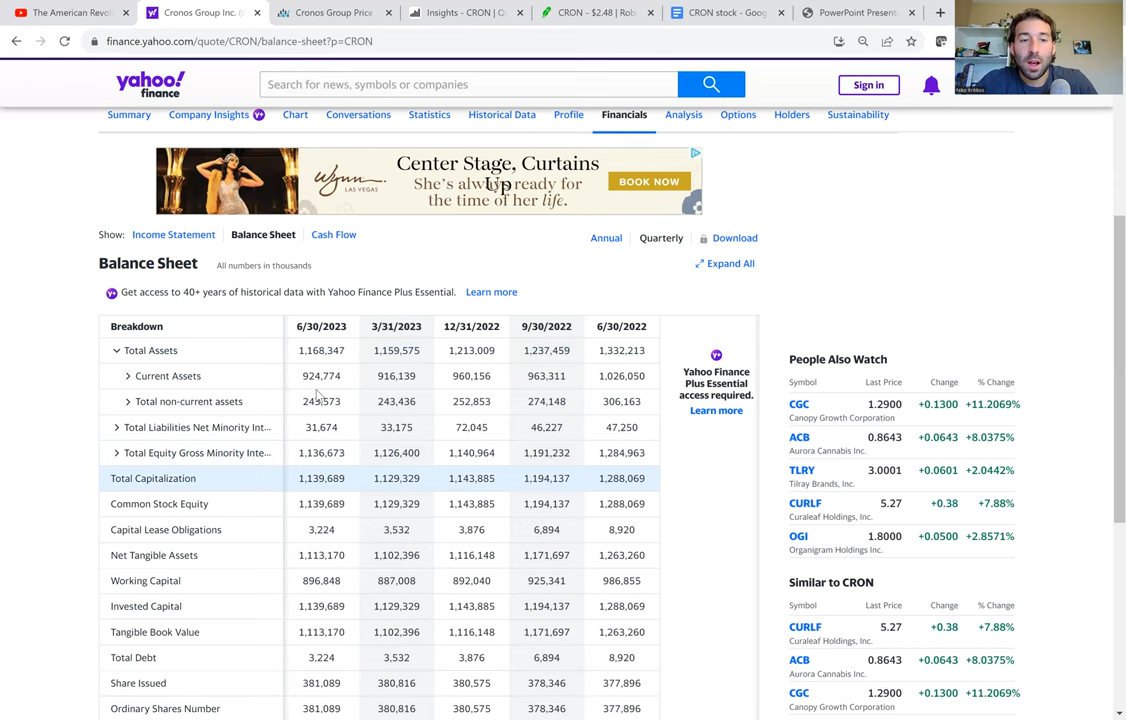 The American Revol
Cronos Group Inc. (
Cronos Group Price
Insights - CRON | Q
CRON - $2.48 | Rob
CRON stock - Goog
PowerPoint Present
finance.yahoo.com/quote/CRON/balance-sheet?p=CRON
Niko Kritikos
yahoo!
finance
Search for news, symbols or companies
Sign in
Summary Company Insights Chart Conversations Statistics Historical Data Profile Financials Analysis Options Holders Sustainability
Wynn
LAS VEGAS
Center Stage, Curtains
Up
She's always ready for
the time of her life.
BOOK NOW
Show: Income Statement Balance Sheet Cash Flow
Annual Quarterly Download
Balance Sheet All numbers in thousands
Expand All
Get access to 40+ years of historical data with Yahoo Finance Plus Essential. Learn more
Breakdown 6/30/2023 3/31/2023 12/31/2022 9/30/2022 6/30/2022
Total Assets 1,168,347 1,159,575 1,213,009 1,237,459 1,332,213
Current Assets 924,774 916,139 960,156 963,311 1,026,050
Total non-current assets 243,573 243,436 252,853 274,148 306,163
Total Liabilities Net Minority Int... 31,674 33,175 72,045 46,227 47,250
Total Equity Gross Minority Inte... 1,136,673 1,126,400 1,140,964 1,191,232 1,284,963
Total Capitalization 1,139,689 1,129,329 1,143,885 1,194,137 1,288,069
Common Stock Equity 1,139,689 1,129,329 1,143,885 1,194,137 1,288,069
Capital Lease Obligations 3,224 3,532 3,876 6,894 8,920
Net Tangible Assets 1,113,170 1,102,396 1,116,148 1,171,697 1,263,260
Working Capital 896,848 887,008 892,040 925,341 986,855
Invested Capital 1,139,689 1,129,329 1,143,885 1,194,137 1,288,069
Tangible Book Value 1,113,170 1,102,396 1,116,148 1,171,697 1,263,260
Total Debt 3,224 3,532 3,876 6,894 8,920
Share Issued 381,089 380,816 380,575 378,346 377,896
Ordinary Shares Number 381,089 380,816 380,575 378,346 377,896
Yahoo Finance
Plus Essential
access required.
Learn more
People Also Watch
Symbol Last Price Change % Change
CGC 1.2900 +0.1300 +11.2069%
Canopy Growth Corporation
ACB 0.8643 +0.0643 +8.0375%
Aurora Cannabis Inc.
TLRY 3.0001 +0.0601 +2.0442%
Tilray Brands, Inc.
CURLF 5.27 +0.38 +7.88%
Curaleaf Holdings, Inc.
OGI 1.8000 +0.0500 +2.8571%
Organigram Holdings Inc.
Similar to CRON
Symbol Last Price Change % Change
CURLF 5.27 +0.38 +7.88%
Curaleaf Holdings, Inc.
ACB 0.8643 +0.0643 +8.0375%
Aurora Cannabis Inc.
CGC 1.2900 +0.1300 +11.2069%
Canopy Growth Corporation